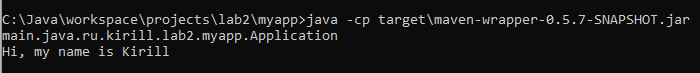 C:\Java\workspace\projects\lab2\myapp>java -cp target\maven-wrapper-0.5.7-SNAPSHOT.jar
main.java.ru.kirill.lab2.myapp.Application
Hi, my name is Kirill